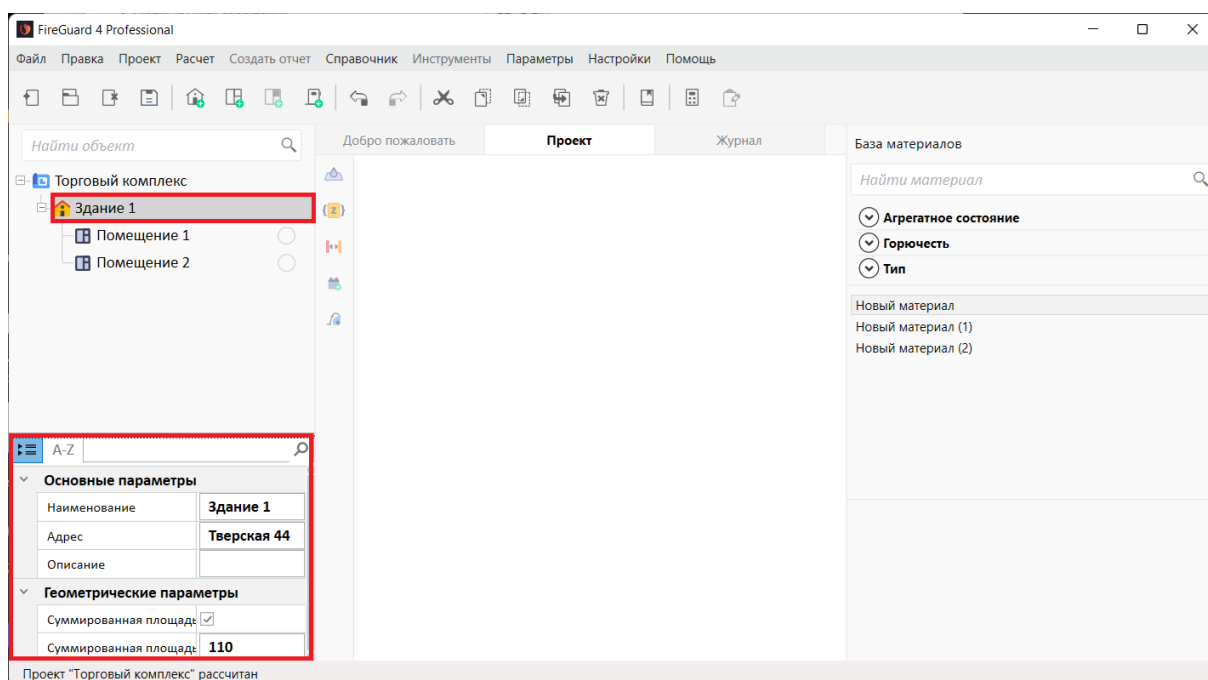 FireGuard 4 Professional
Файл Правка Проект Расчет Создать отчет Справочник Инструменты Параметры Настройки Помощь
Найти объект
Торговый комплекс
Здание 1
Помещение 1
Помещение 2
A-Z
Основные параметры
Наименование Здание 1
Адрес Тверская 44
Описание
Геометрические параметры
Суммированная площадь
Суммированная площадь 110
Добро пожаловать Проект Журнал
{z}
База материалов
Найти материал
Агрегатное состояние
Горючесть
Тип
Новый материал
Новый материал (1)
Новый материал (2)
Проект "Торговый комплекс" рассчитан